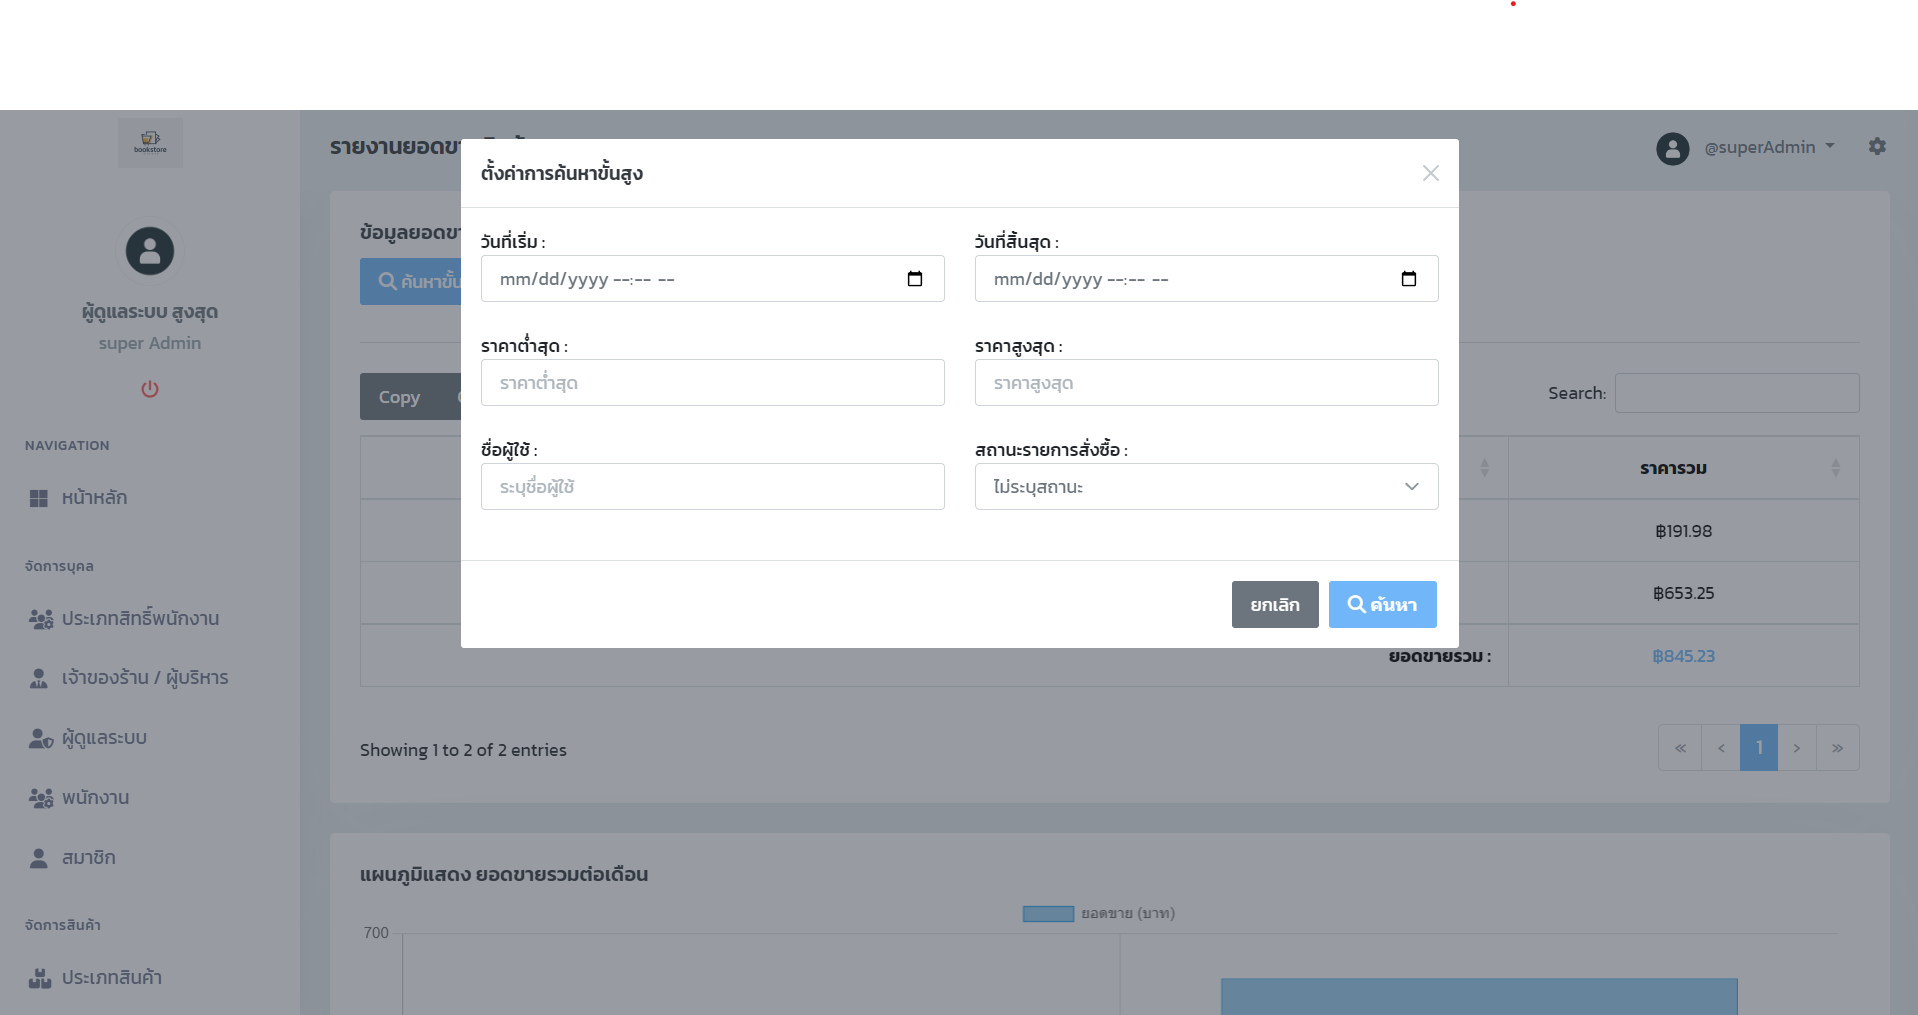 bookstore
ผู้ดูแลระบบ สูงสุด
super Admin
NAVIGATION
หน้าหลัก
จัดการบุคล
ประเภทสิทธิ์พนักงาน
เจ้าของร้าน / ผู้บริหาร
ผู้ดูแลระบบ
พนักงาน
สมาชิก
จัดการสินค้า
ประเภทสินค้า
รายงานยอดขา
@superAdmin
ข้อมูลยอดขา
ค้นหาขั้น
Copy
Search:
ตั้งค่าการค้นหาขั้นสูง
วันที่เริ่ม :
วันที่สิ้นสุด :
mm/dd/yyyy --:-- --
mm/dd/yyyy --:-- --
ราคาต่ำสุด :
ราคาสูงสุด :
ราคาต่ำสุด
ราคาสูงสุด
ชื่อผู้ใช้ :
สถานะรายการสั่งซื้อ :
ระบุชื่อผู้ใช้
ไม่ระบุสถานะ
ยกเลิก
ค้นหา
ราคารวม
฿191.98
฿653.25
ยอดขายรวม :
฿845.23
Showing 1 to 2 of 2 entries
« ‹ 1 › »
แผนภูมิแสดง ยอดขายรวมต่อเดือน
ยอดขาย (บาท)
700